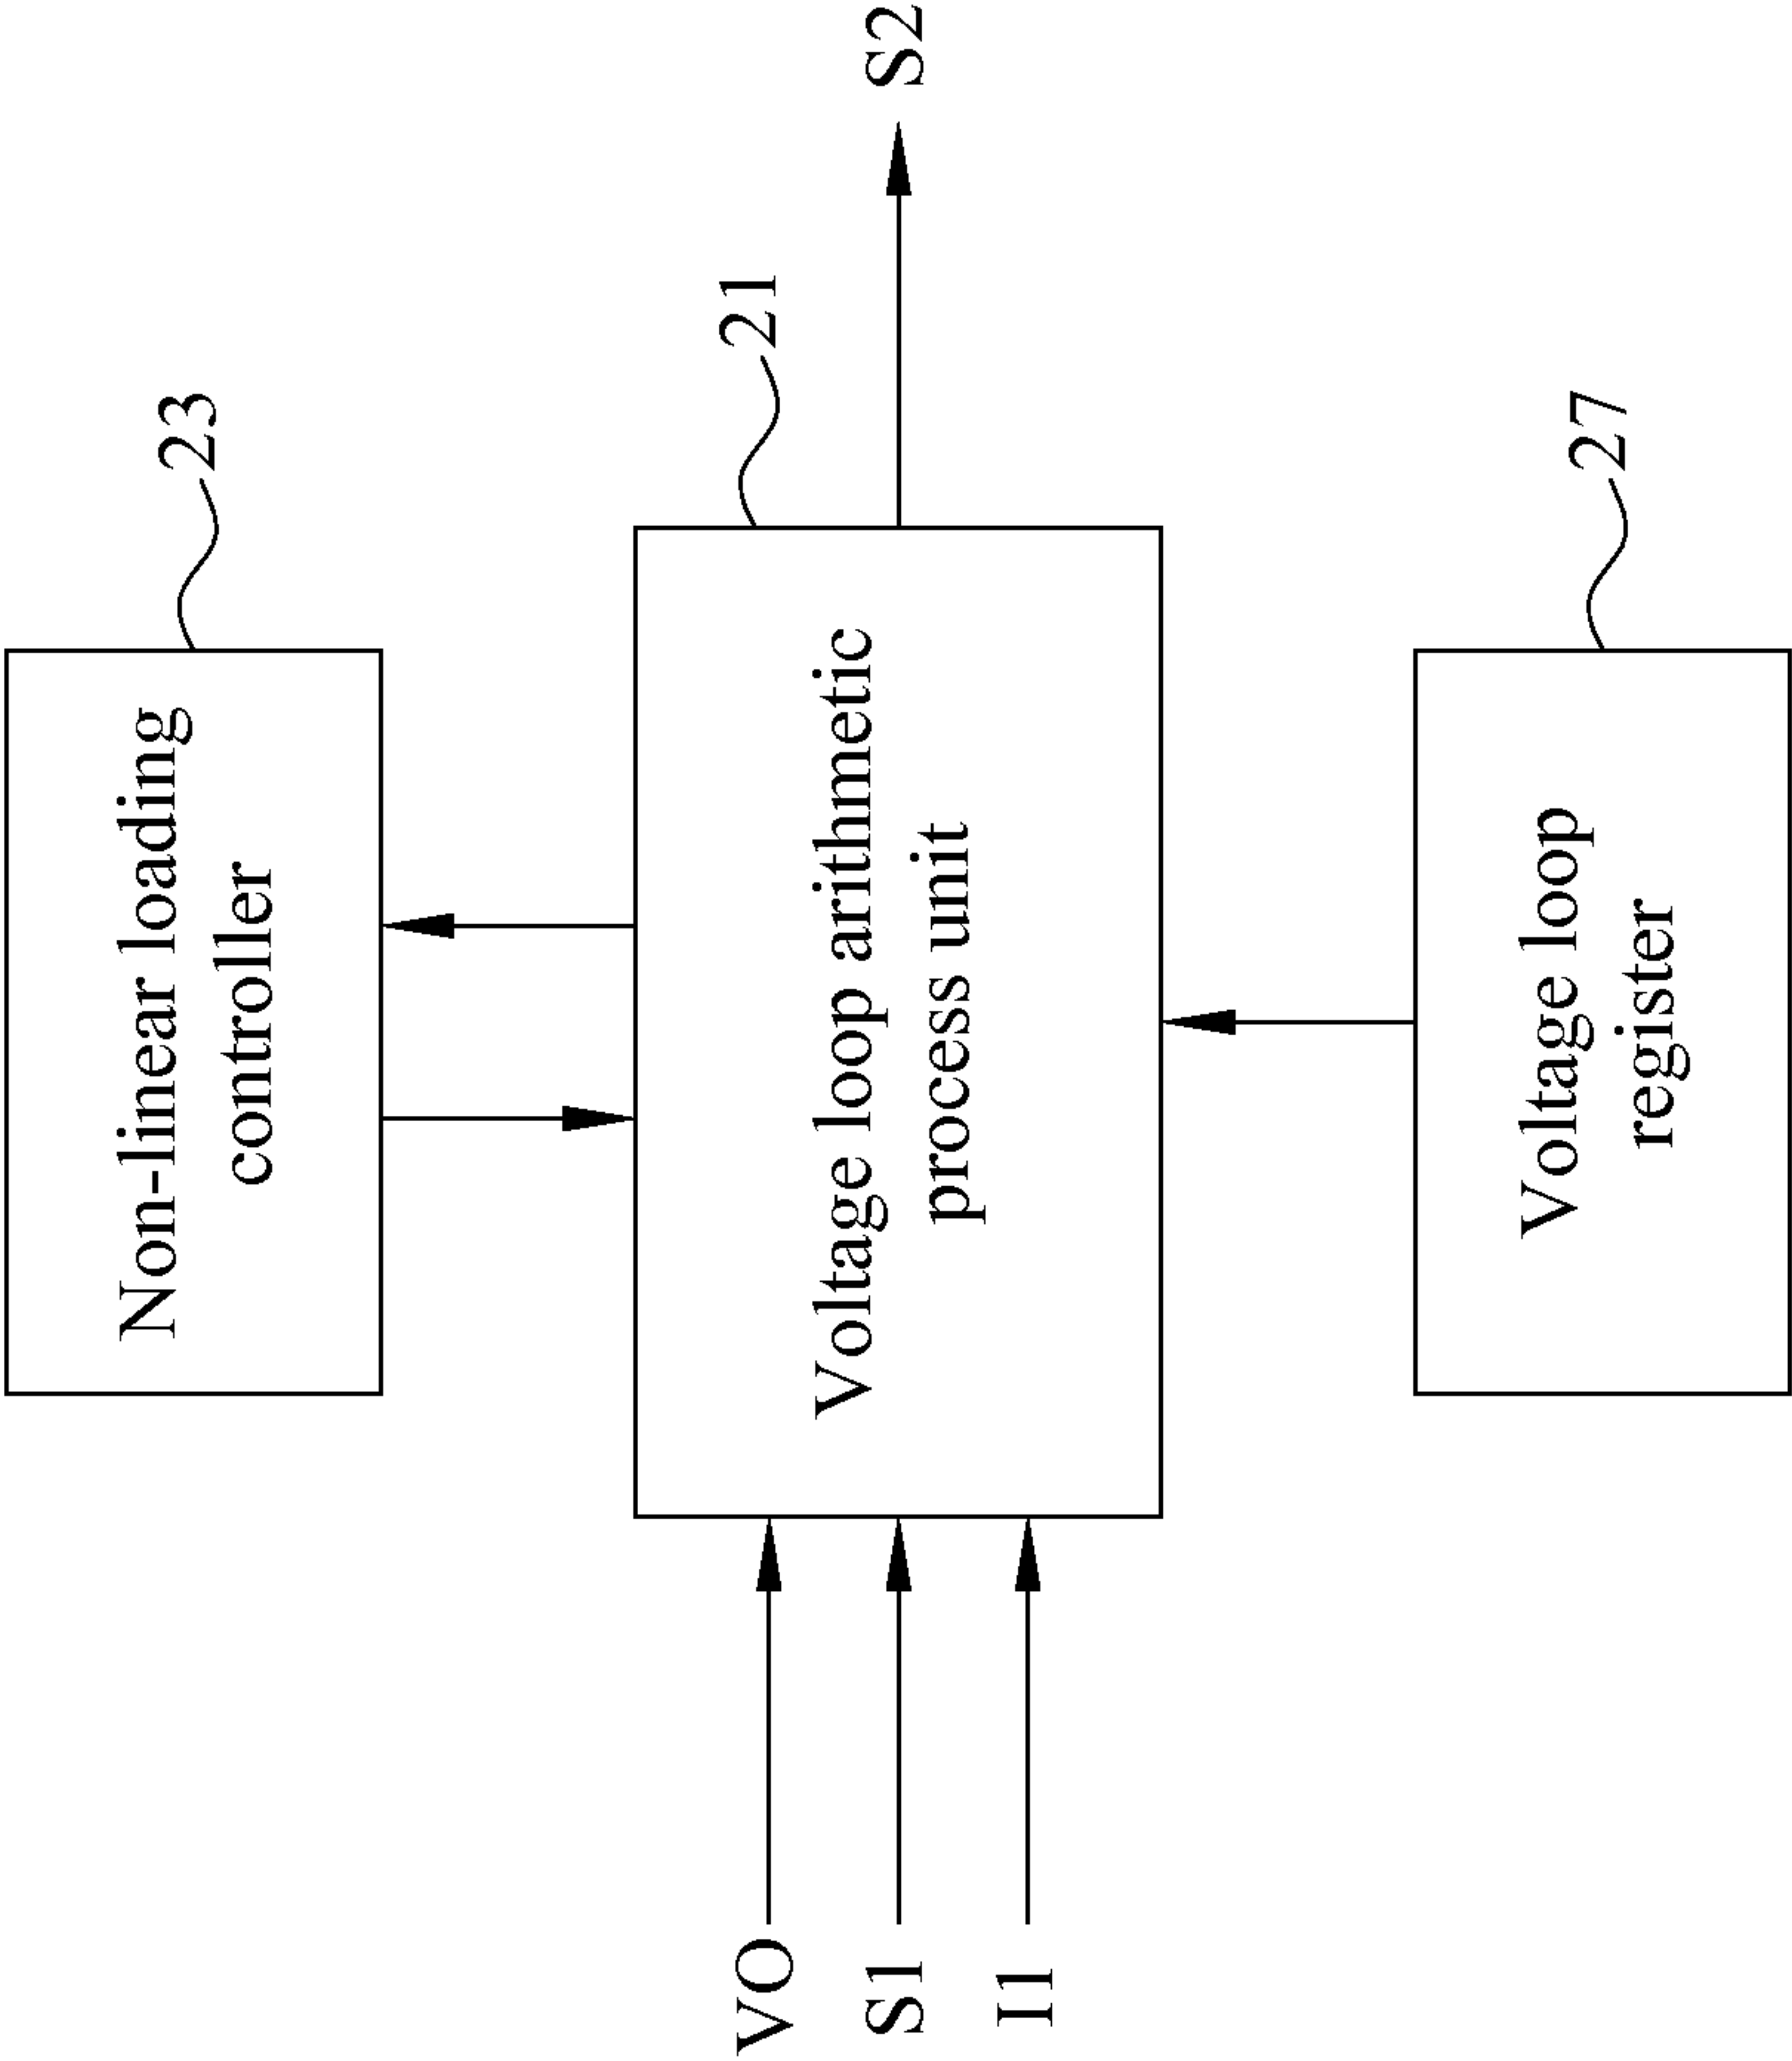 23
Non-linear loading
controller
21
Voltage loop arithmetic
process unit
VO
S1
I1
S2
27
Voltage loop
register